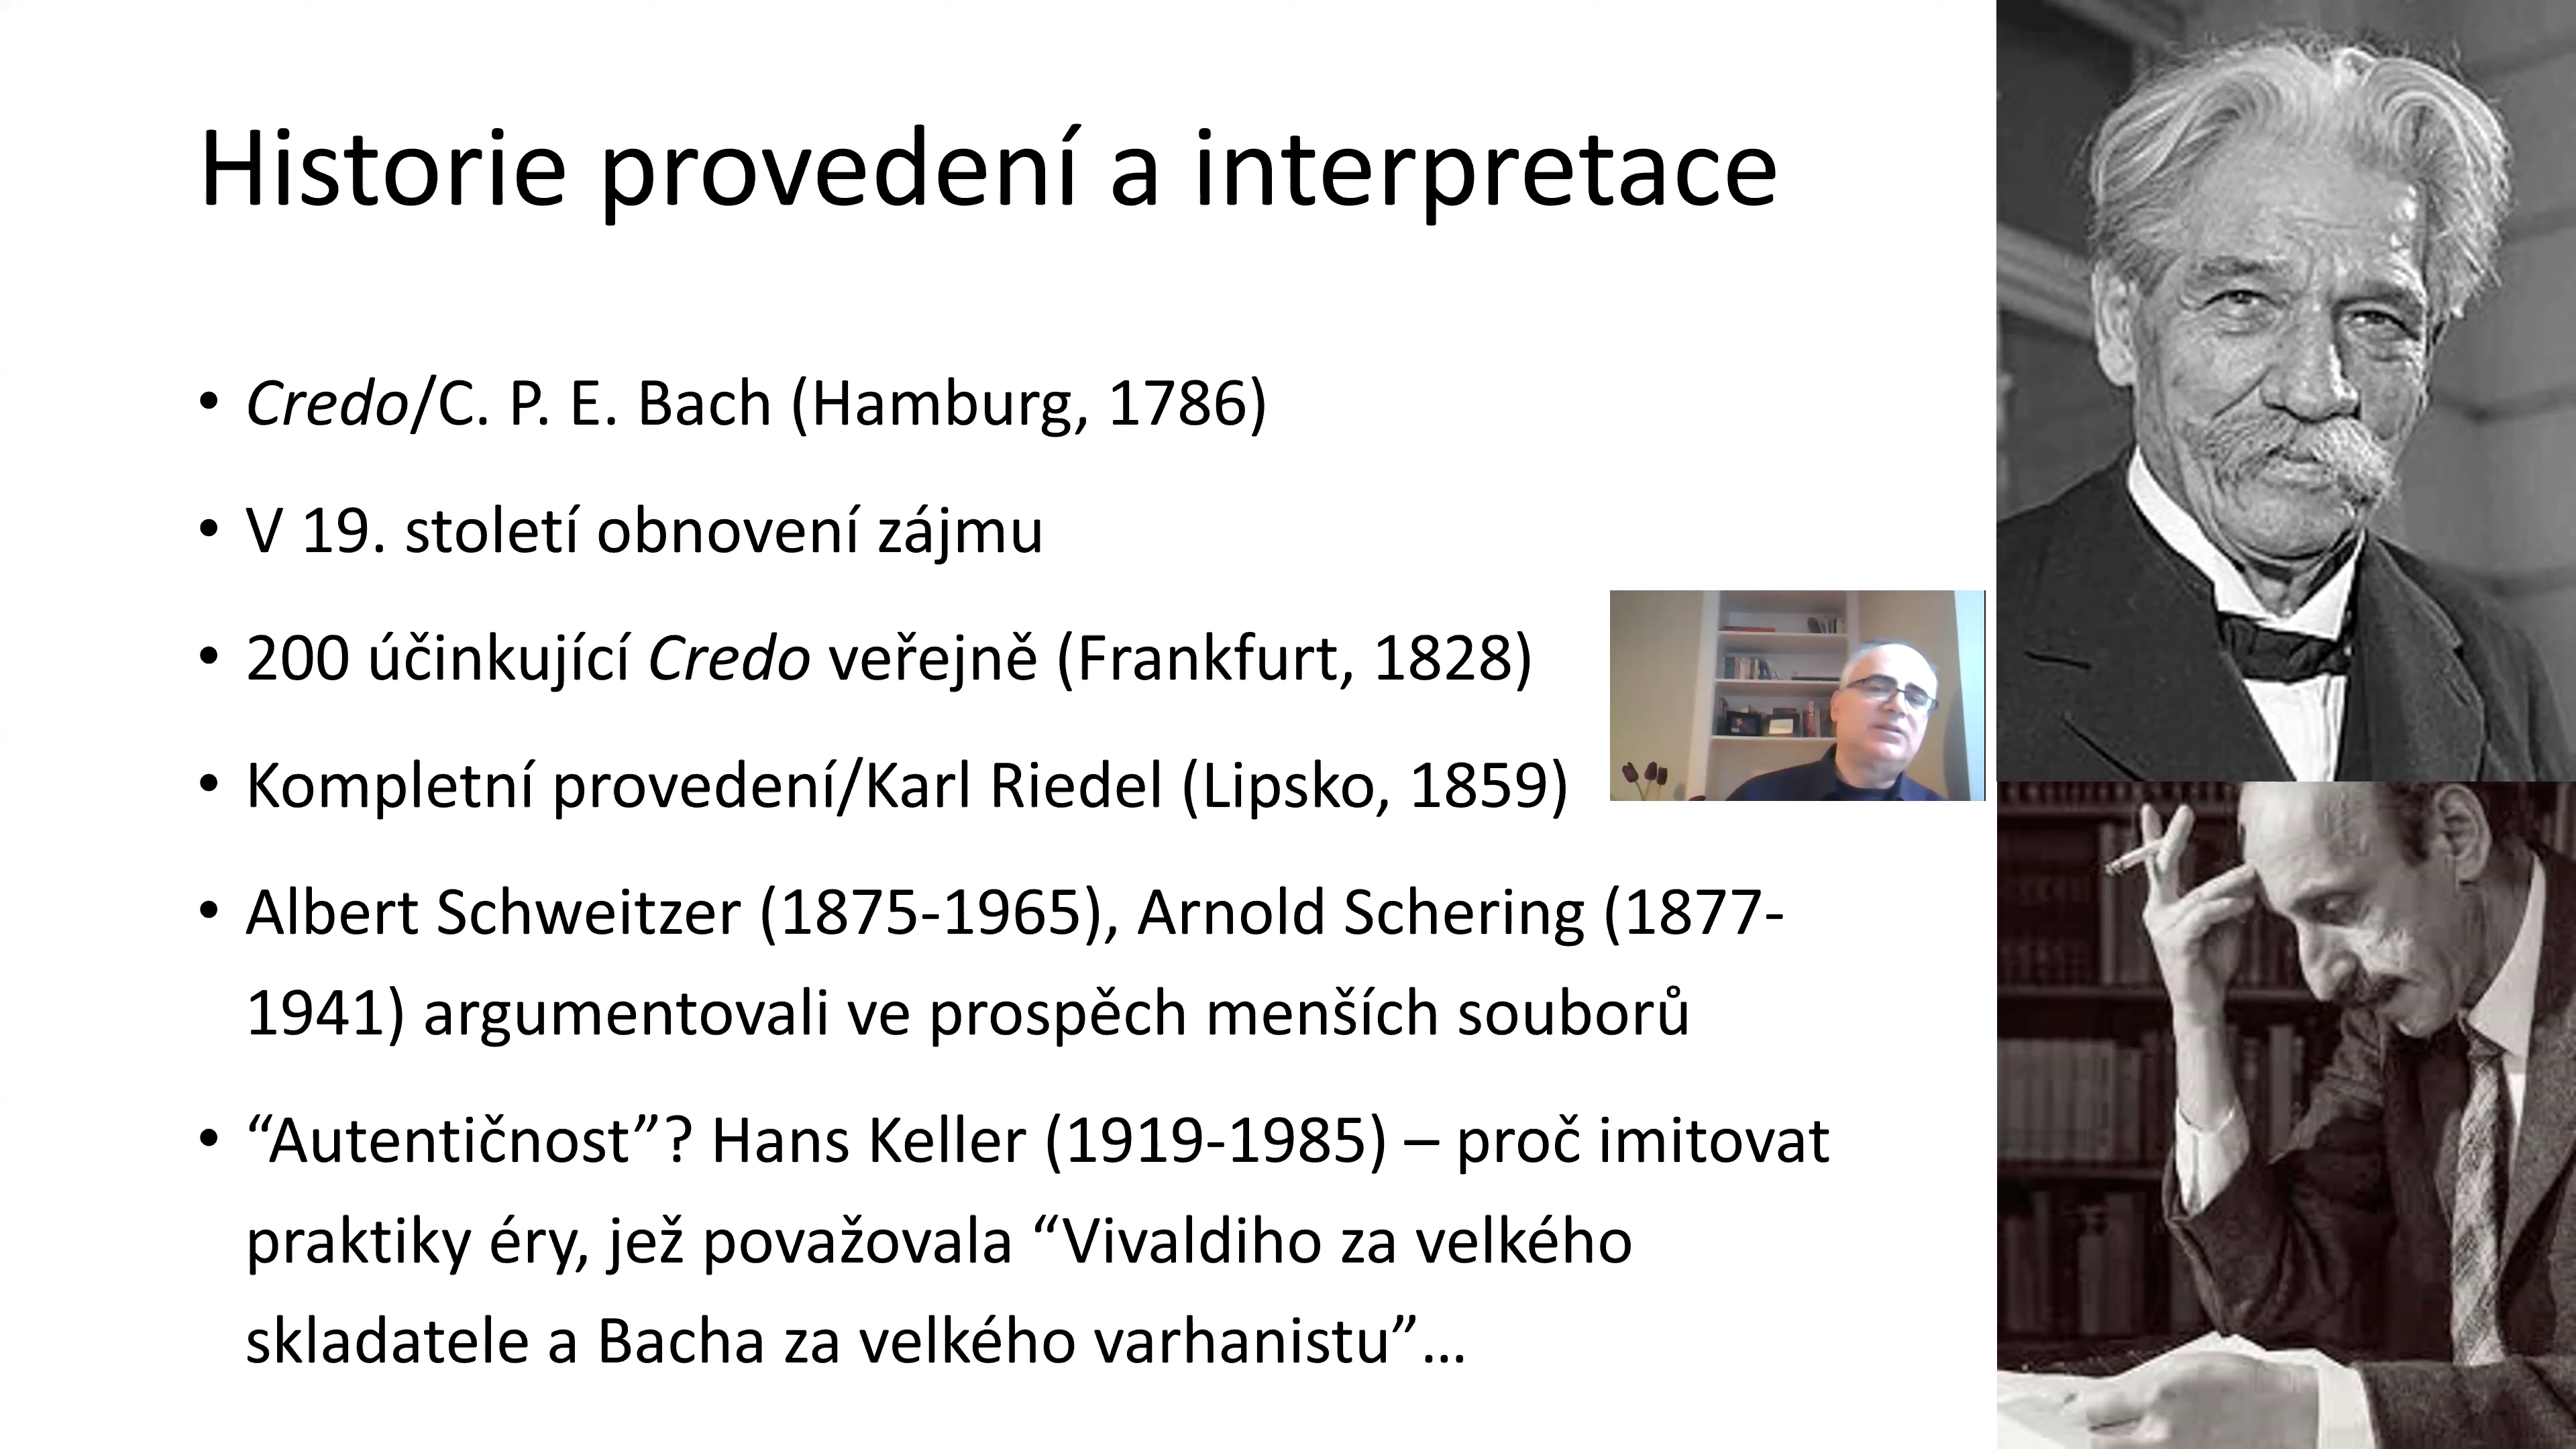 Historie provedení a interpretace
• Credo/C. P. E. Bach (Hamburg, 1786)
• V 19. století obnovení zájmu
• 200 účinkující Credo veřejně (Frankfurt, 1828)
• Kompletní provedení/Karl Riedel (Lipsko, 1859)
• Albert Schweitzer (1875-1965), Arnold Schering (1877-
1941) argumentovali ve prospěch menších souborů
• “Autentičnost”? Hans Keller (1919-1985) – proč imitovat
praktiky éry, jež považovala “Vivaldiho za velkého
skladatele a Bacha za velkého varhanistu”…